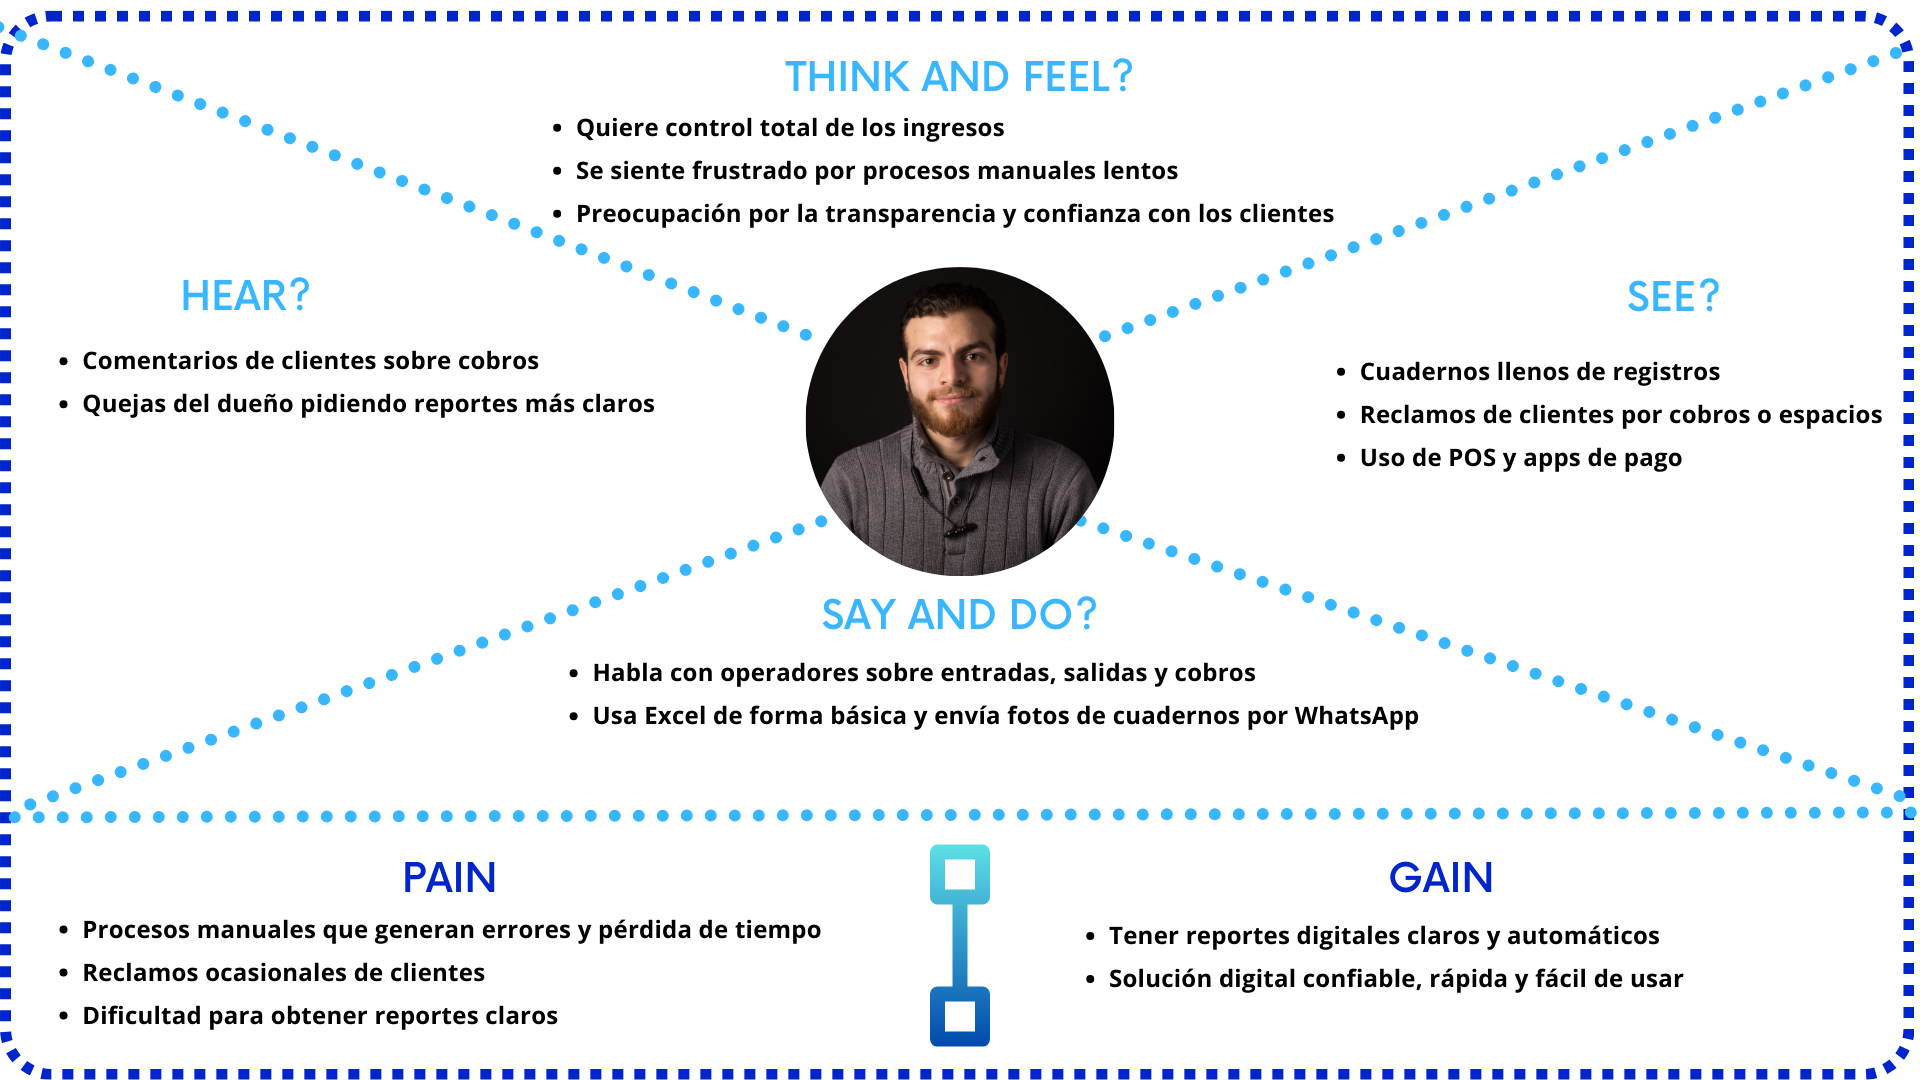 THINK AND FEEL?
• Quiere control total de los ingresos
• Se siente frustrado por procesos manuales lentos
• Preocupación por la transparencia y confianza con los clientes
HEAR?
• Comentarios de clientes sobre cobros
• Quejas del dueño pidiendo reportes más claros
SEE?
• Cuadernos llenos de registros
• Reclamos de clientes por cobros o espacios
• Uso de POS y apps de pago
SAY AND DO?
• Habla con operadores sobre entradas, salidas y cobros
• Usa Excel de forma básica y envía fotos de cuadernos por WhatsApp
PAIN
• Procesos manuales que generan errores y pérdida de tiempo
• Reclamos ocasionales de clientes
• Dificultad para obtener reportes claros
GAIN
• Tener reportes digitales claros y automáticos
• Solución digital confiable, rápida y fácil de usar